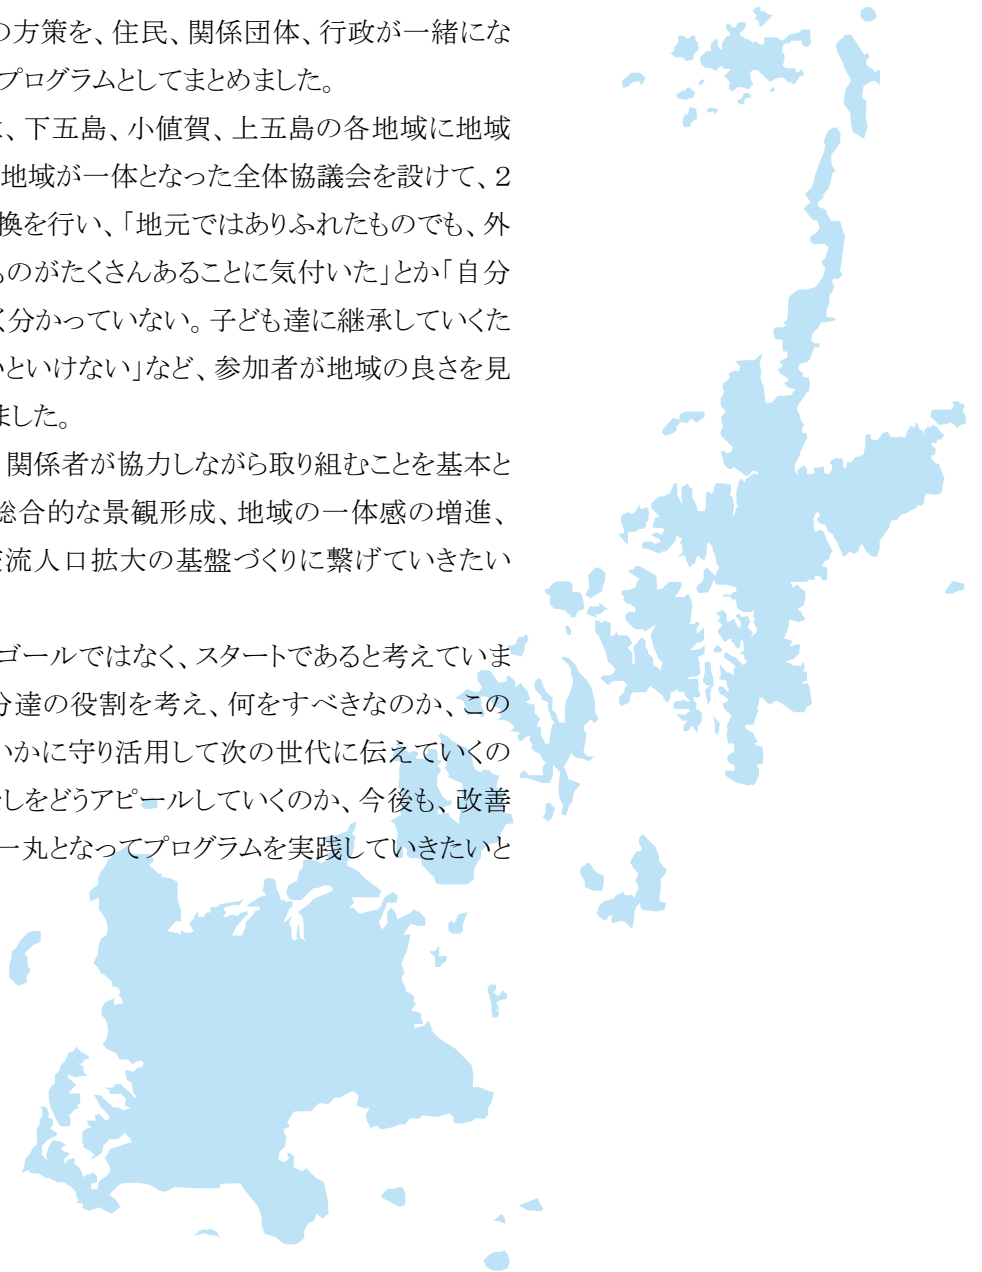 の方策を、住民、関係団体、行政が一緒にな
プログラムとしてまとめました。
、下五島、小値賀、上五島の各地域に地域
地域が一体となった全体協議会を設けて、２
換を行い、「地元ではありふれたものでも、外
ものがたくさんあることに気付いた」とか「自分
く分かっていない。子ども達に継承していくた
いといけない」など、参加者が地域の良さを見
ました。
関係者が協力しながら取り組むことを基本と
総合的な景観形成、地域の一体感の増進、
交流人口拡大の基盤づくりに繋げていきたい
ゴールではなく、スタートであると考えていま
分達の役割を考え、何をすべきなのか、この
いかに守り活用して次の世代に伝えていくの
しをどうアピールしていくのか、今後も、改善
一丸となってプログラムを実践していきたいと